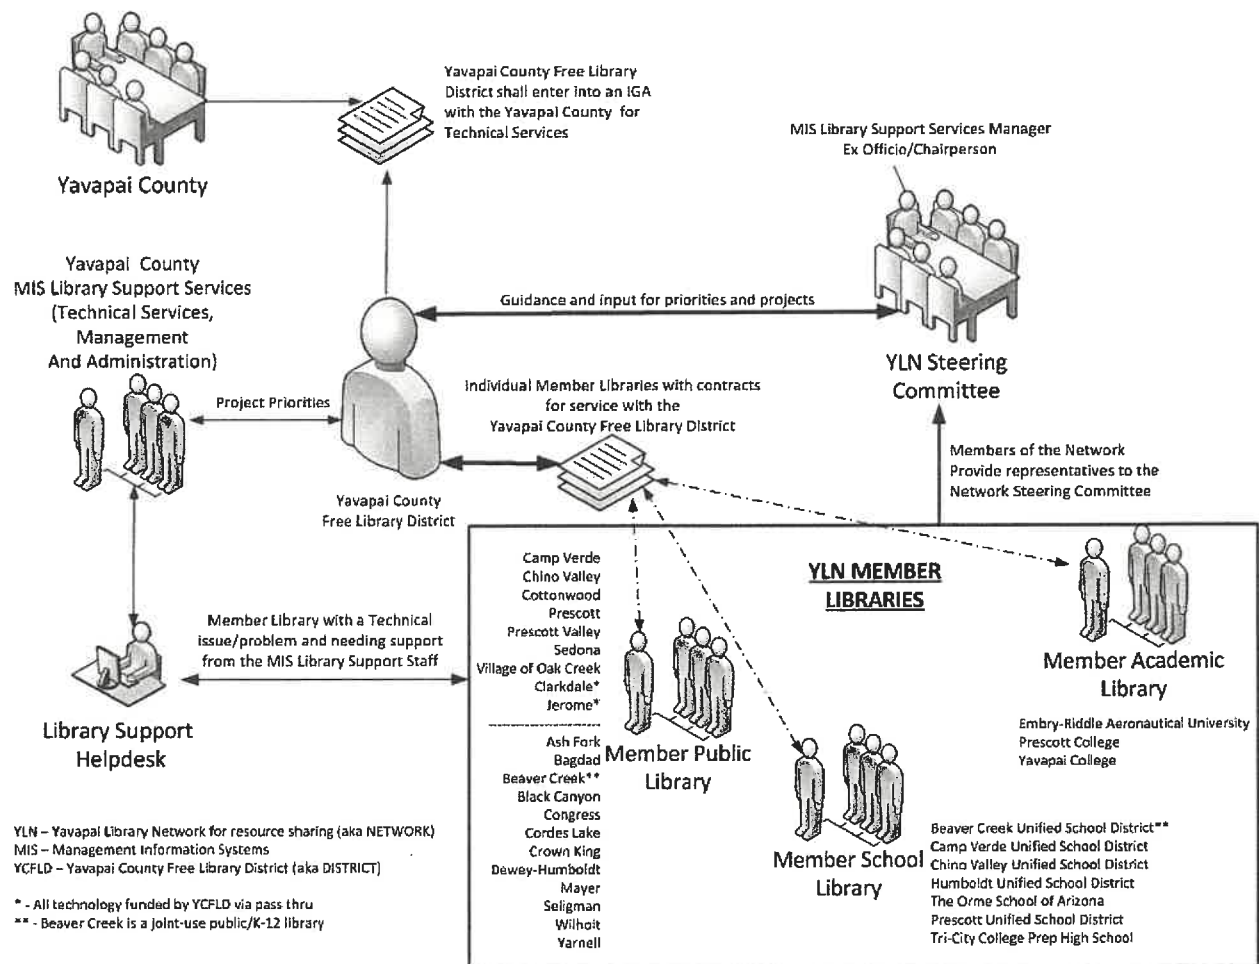 Yavapai County Free Library
District shall enter into an IGA
with the Yavapai County for
Technical Services
Yavapai County
MIS Library Support Services Manager
Ex Officio/Chairperson
Yavapai County
MIS Library Support Services
(Technical Services,
Management
And Administration)
Guidance and input for priorities and projects
YLN Steering
Committee
Project Priorities
Individual Member Libraries with contracts
for service with the
Yavapai County Free Library District
Members of the Network
Provide representatives to the
Network Steering Committee
Yavapai County
Free Library District
YLN MEMBER
LIBRARIES
Camp Verde
Chino Valley
Cottonwood
Prescott
Prescott Valley
Sedona
Village of Oak Creek
Clarkdale*
Jerome*
Ash Fork
Bagdad
Beaver Creek**
Black Canyon
Congress
Cordes Lake
Crown King
Dewey-Humboldt
Mayer
Seligman
Wilhoit
Yarnell
Member Public
Library
Member Academic
Library
Embry-Riddle Aeronautical University
Prescott College
Yavapai College
Member School
Library
Beaver Creek Unified School District**
Camp Verde Unified School District
Chino Valley Unified School District
Humboldt Unified School District
The Orme School of Arizona
Prescott Unified School District
Tri-City College Prep High School
Member Library with a Technical
issue/problem and needing support
from the MIS Library Support Staff
Library Support
Helpdesk
YLN – Yavapai Library Network for resource sharing (aka NETWORK)
MIS – Management Information Systems
YCFLD – Yavapai County Free Library District (aka DISTRICT)
* - All technology funded by YCFLD via pass thru
** - Beaver Creek is a joint-use public/K-12 library